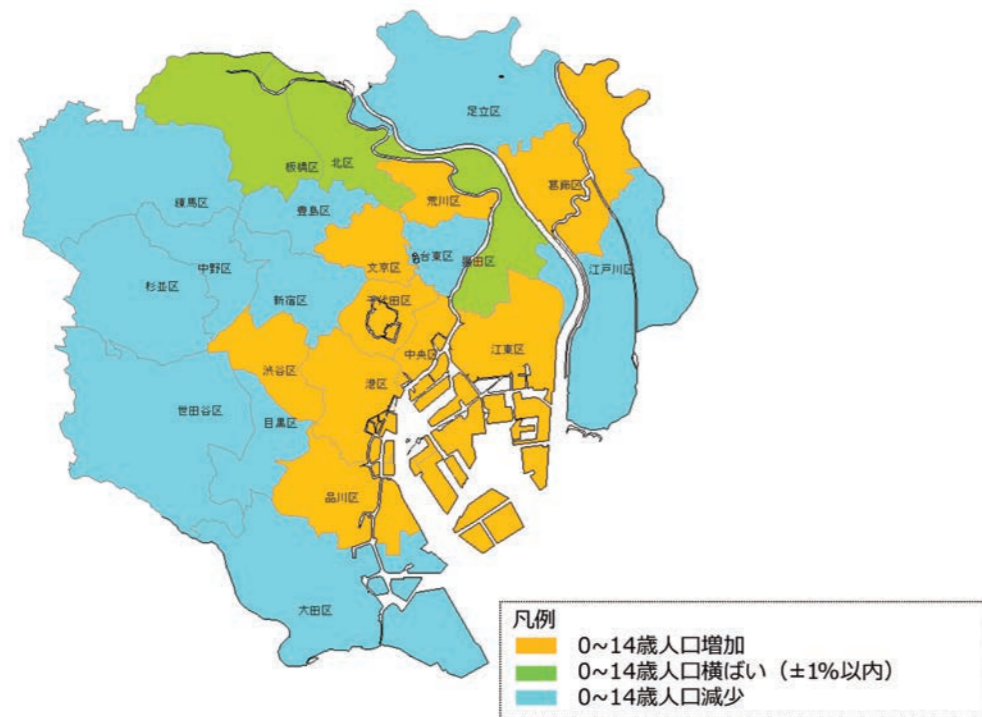 足立区
板橋区
北区
葛飾区
荒川区
練馬区
豊島区
文京区
台東区
墨田区
江戸川区
中野区
杉並区
新宿区
千代田区
中央区
江東区
渋谷区
港区
世田谷区
目黒区
品川区
大田区
凡例
0~14歳人口増加
0~14歳人口横ばい（±1%以内）
0~14歳人口減少